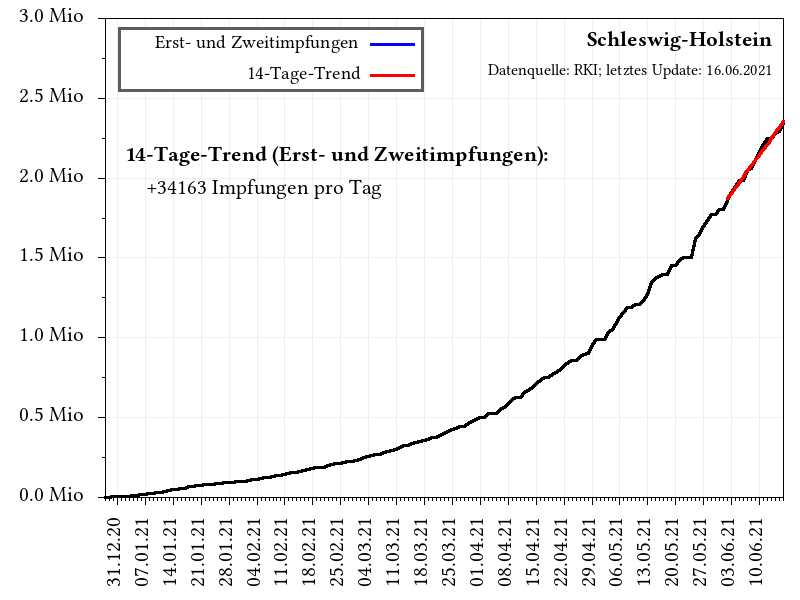 3.0 Mio
2.5 Mio
2.0 Mio
1.5 Mio
1.0 Mio
0.5 Mio
0.0 Mio
Erst- und Zweitimpfungen
14-Tage-Trend
Schleswig-Holstein
Datenquelle: RKI; letztes Update: 16.06.2021
14-Tage-Trend (Erst- und Zweitimpfungen):
+34163 Impfungen pro Tag
31.12.20
07.01.21
14.01.21
21.01.21
28.01.21
04.02.21
11.02.21
18.02.21
25.02.21
04.03.21
11.03.21
18.03.21
25.03.21
01.04.21
08.04.21
15.04.21
22.04.21
29.04.21
06.05.21
13.05.21
20.05.21
27.05.21
03.06.21
10.06.21